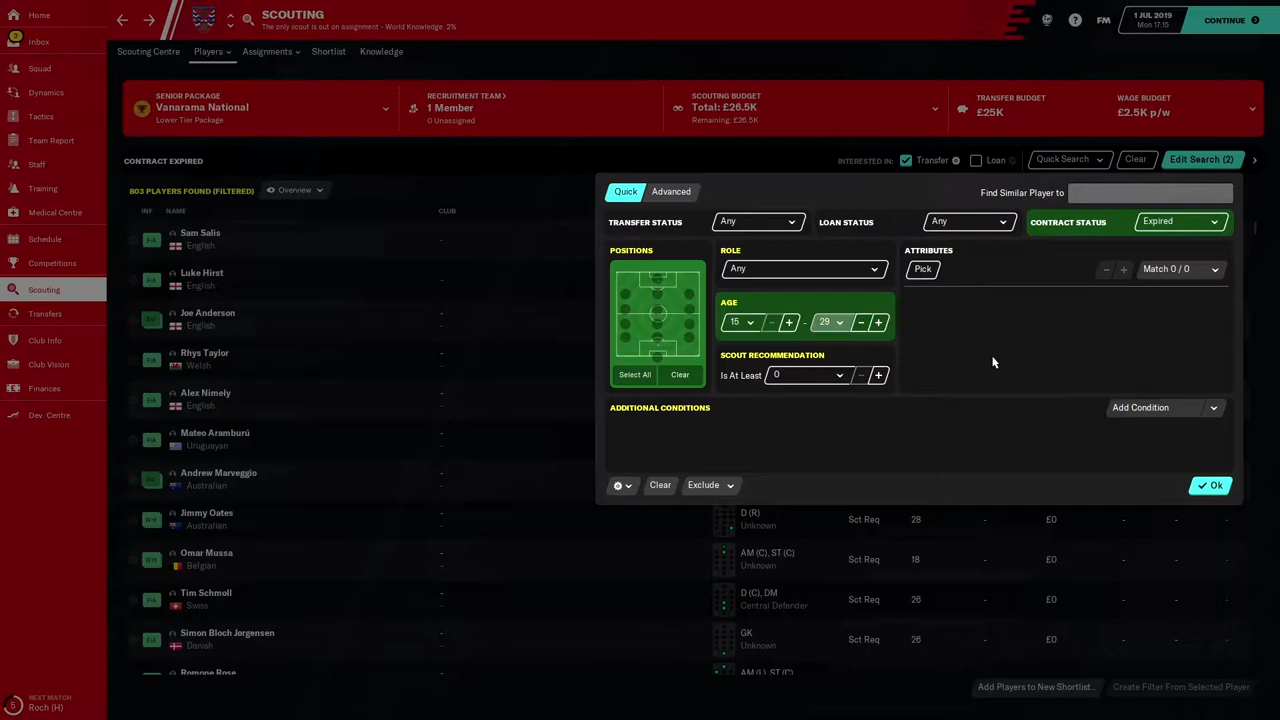 Home
SCOUTING
The only scout is out on assignment - World Knowledge: 2%
FM
1 JUL 2019
Mon 17:15
CONTINUE
3
Inbox
Squad
Dynamics
Tactics
Team Report
Staff
Training
Medical Centre
Schedule
Competitions
Scouting
Transfers
Club Info
Club Vision
Finances
Dev. Centre
5
NEXT MATCH
Roch (H)
Scouting Centre
Players
Assignments
Shortlist
Knowledge
SENIOR PACKAGE
Vanarama National
Lower Tier Package
RECRUITMENT TEAM
1 Member
0 Unassigned
SCOUTING BUDGET
Total: £26.5K
Remaining: £26.5K
TRANSFER BUDGET
£25K
WAGE BUDGET
£2.5K p/w
CONTRACT EXPIRED
INTERESTED IN:
Transfer
Loan
Quick Search
Clear
Edit Search (2)
803 PLAYERS FOUND (FILTERED)
Overview
INF
NAME
CLUB
FrA
Sam Salis
English
-
FrA
Luke Hirst
English
-
Joe Anderson
English
-
FrA
Rhys Taylor
Welsh
-
FrA
Alex Nimely
English
-
FrA
Mateo Aramburú
Uruguayan
-
Andrew Marveggio
Australian
-
Wnt
Jimmy Oates
Australian
-
D (R)
Unknown
Sct Req
28
-
£0
-
-
-
Wnt
Omar Mussa
Belgian
-
AM (C), ST (C)
Unknown
Sct Req
18
-
£0
-
-
-
FrA
Tim Schmoll
Swiss
-
D (C), DM
Central Defender
Sct Req
26
-
£0
-
-
-
FrA
Simon Bloch Jørgensen
Danish
-
GK
Unknown
Sct Req
26
-
£0
-
-
-
Romone Rose
AM (L), ST (C)
Quick
Advanced
Find Similar Player to
TRANSFER STATUS
Any
LOAN STATUS
Any
CONTRACT STATUS
Expired
POSITIONS
Select All
Clear
ROLE
Any
AGE
15
-
+
-
29
-
+
SCOUT RECOMMENDATION
Is At Least
0
-
+
ATTRIBUTES
Pick
-
+
Match 0 / 0
ADDITIONAL CONDITIONS
Add Condition
Clear
Exclude
Ok
Add Players to New Shortlist...
Create Filter From Selected Player